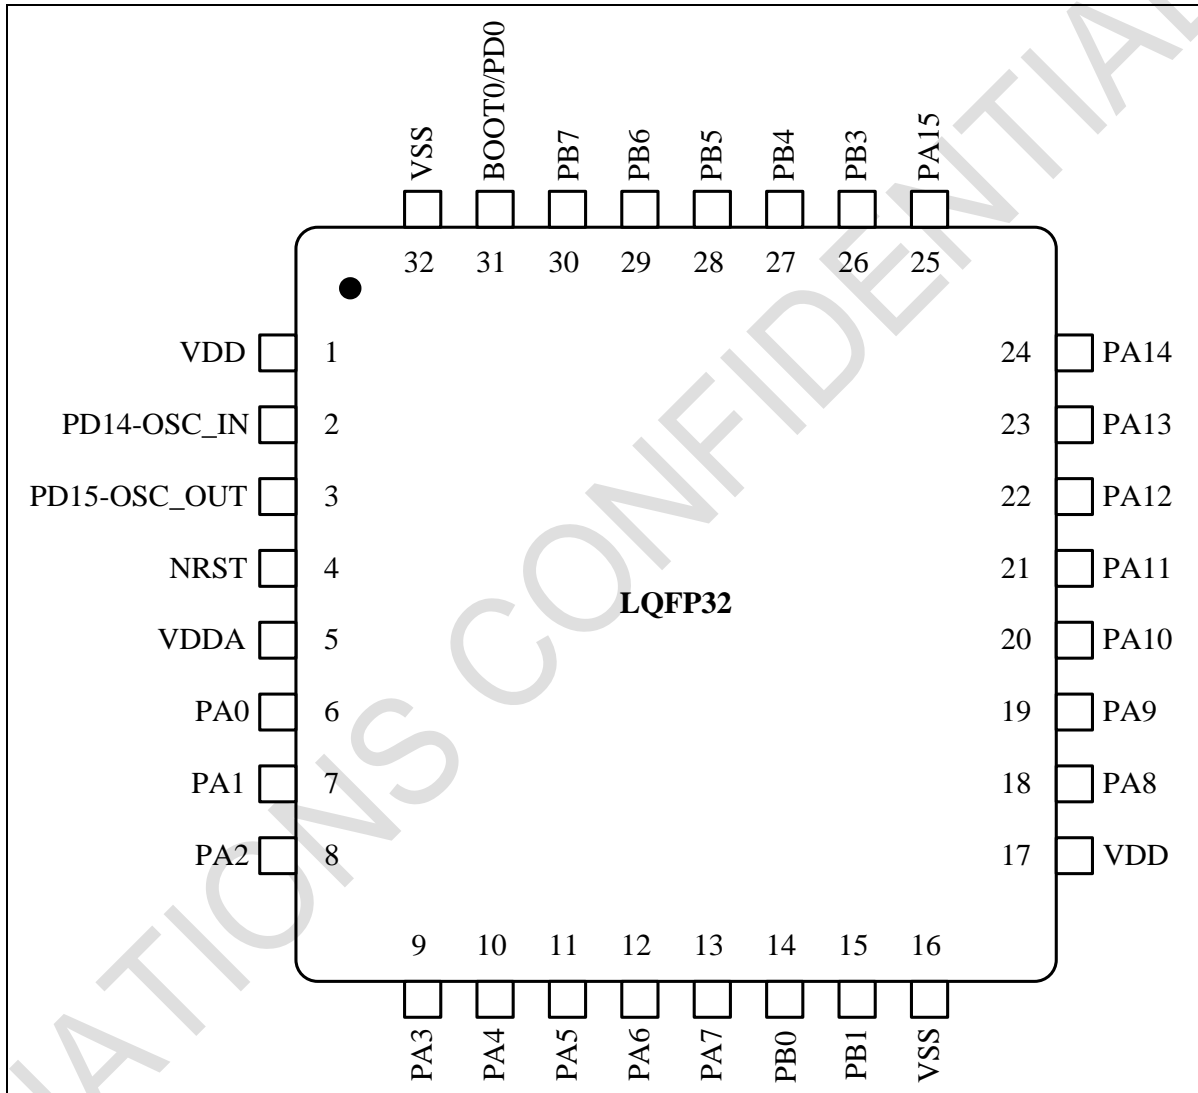 VSS
BOOT0/PD0
PB7
PB6
PB5
PB4
PB3
PA15
32 31 30 29 28 27 26 25
VDD 1 24 PA14
PD14-OSC_IN 2 23 PA13
PD15-OSC_OUT 3 22 PA12
NRST 4 21 PA11
LQFP32
VDDA 5 20 PA10
PA0 6 19 PA9
PA1 7 18 PA8
PA2 8 17 VDD
9 10 11 12 13 14 15 16
PA3
PA4
PA5
PA6
PA7
PB0
PB1
VSS
NATIONS CONFIDENTIAL